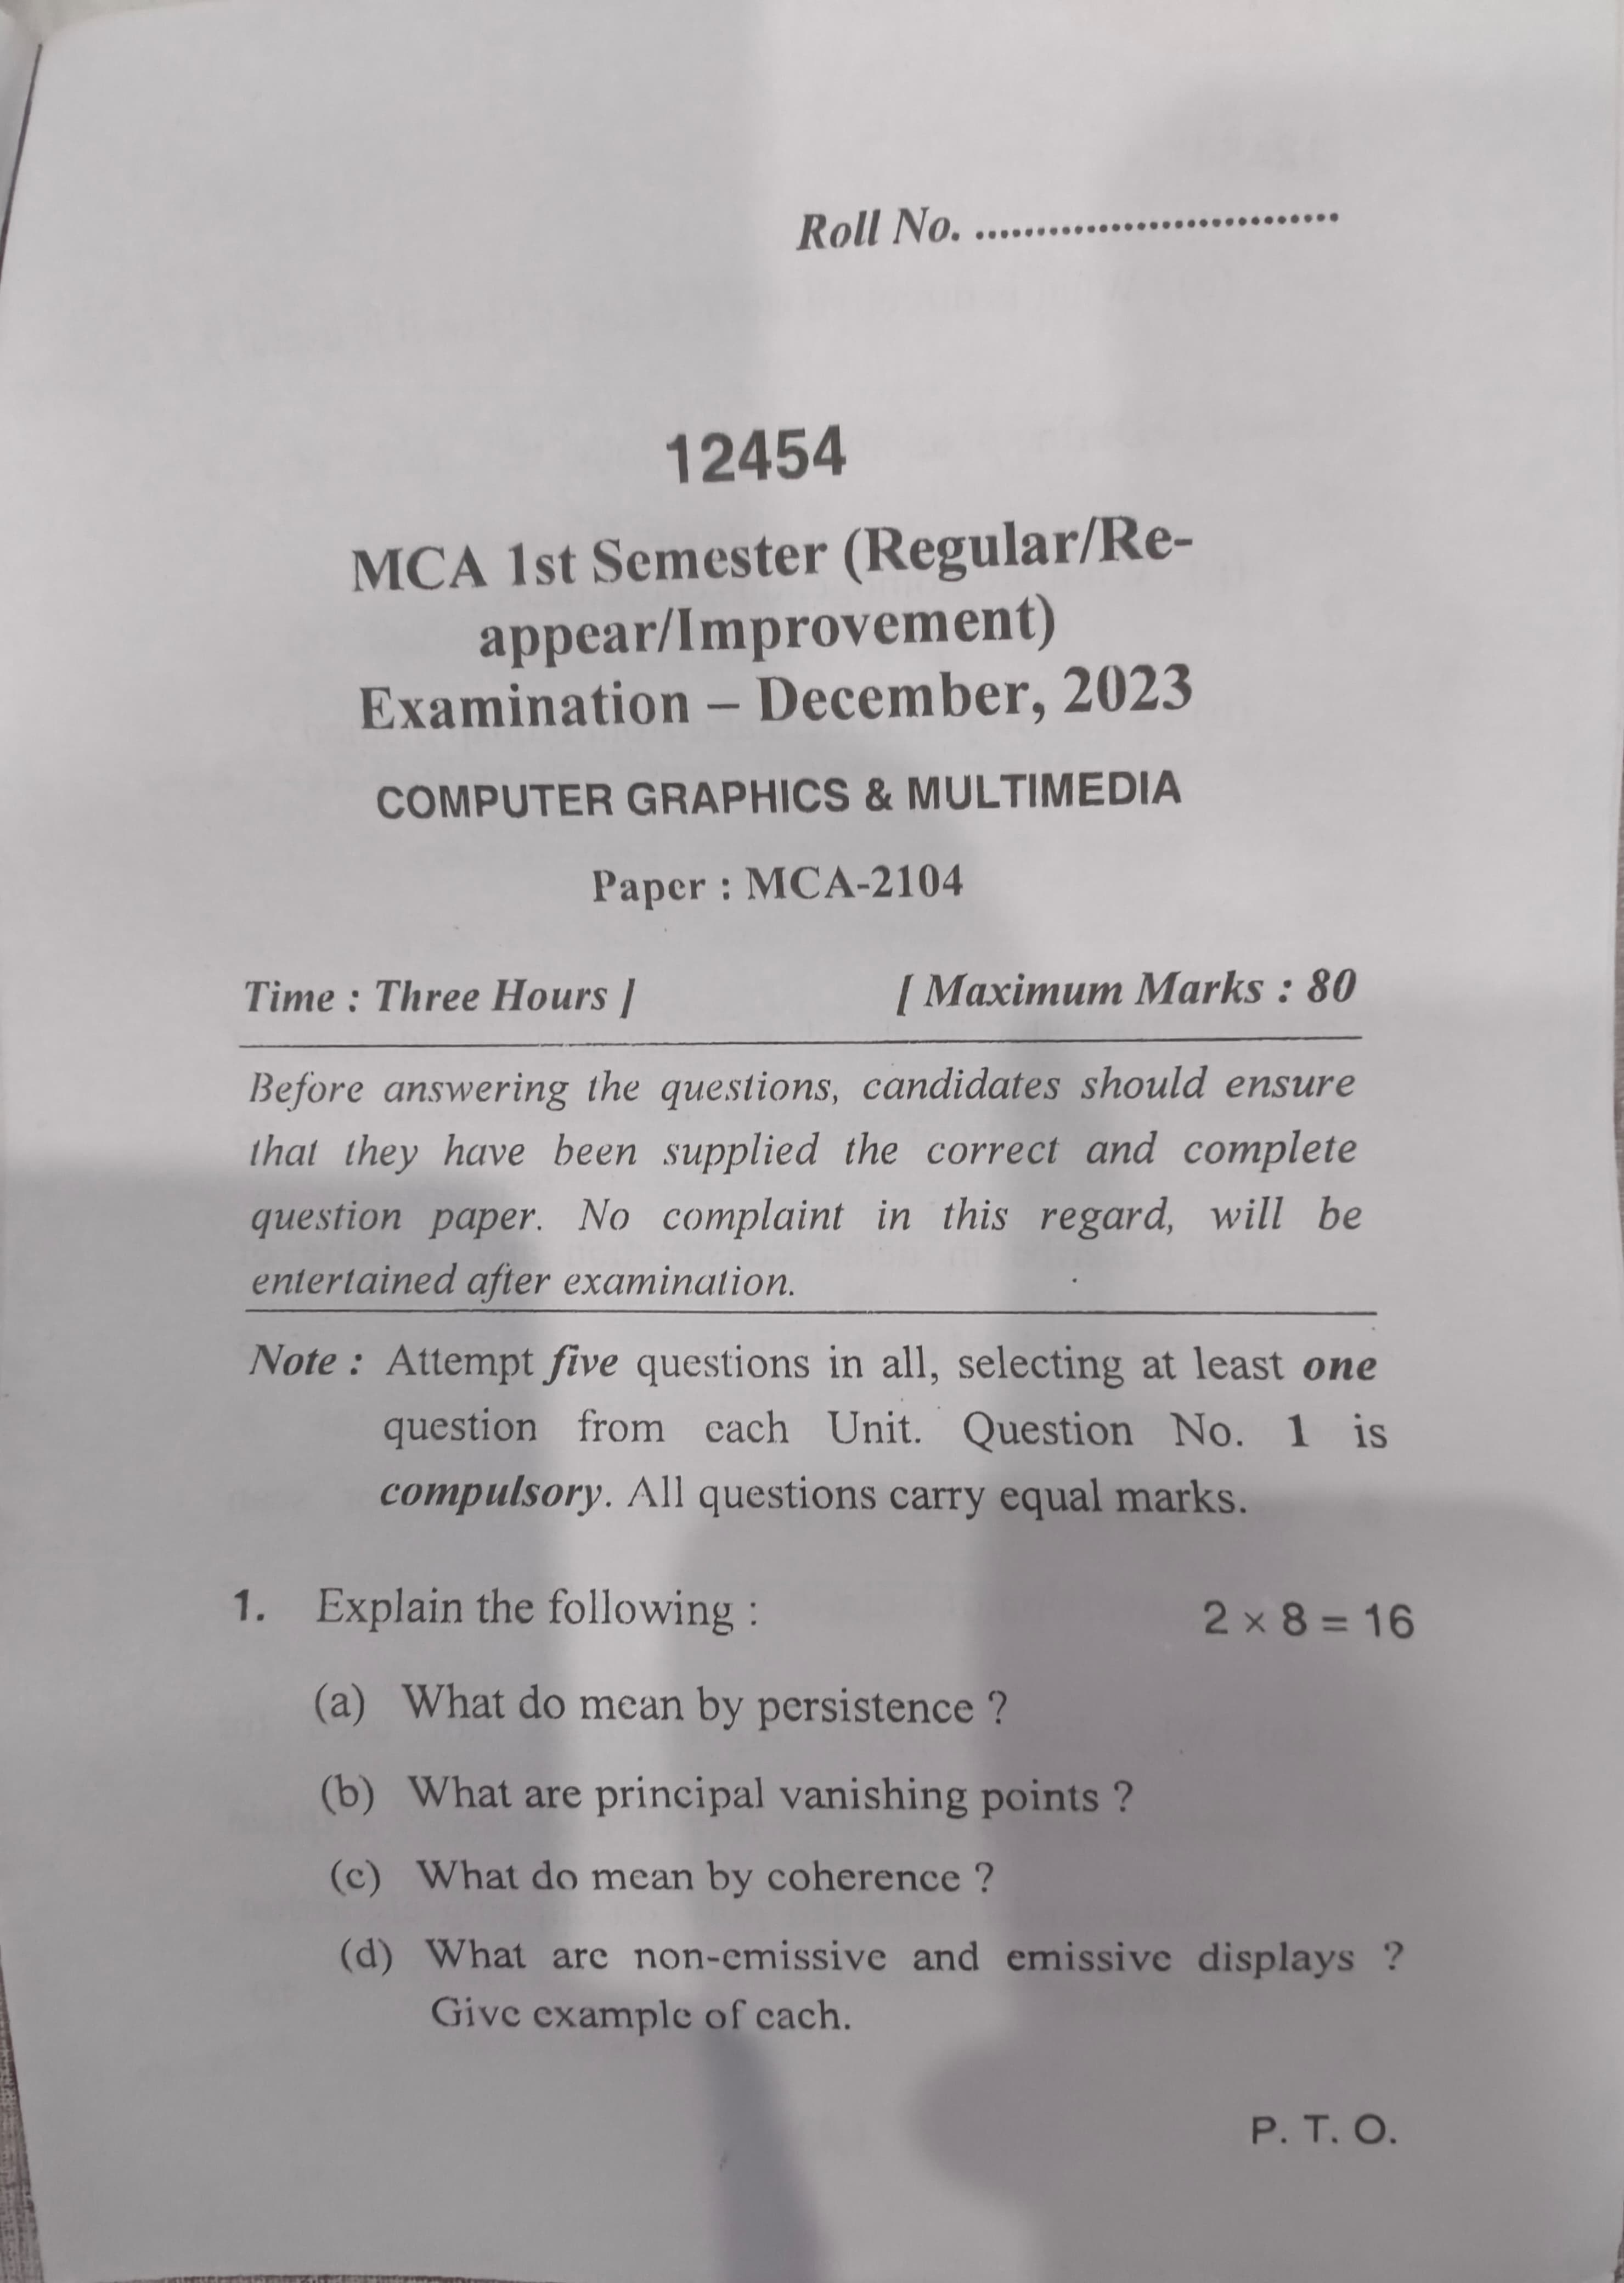 Roll No. ..............................
12454
MCA 1st Semester (Regular/Re-
appear/Improvement)
Examination – December, 2023
COMPUTER GRAPHICS & MULTIMEDIA
Paper : MCA-2104
Time : Three Hours ] [ Maximum Marks : 80
Before answering the questions, candidates should ensure
that they have been supplied the correct and complete
question paper. No complaint in this regard, will be
entertained after examination.
Note : Attempt five questions in all, selecting at least one
question from each Unit. Question No. 1 is
compulsory. All questions carry equal marks.
1. Explain the following : 2 × 8 = 16
(a) What do mean by persistence ?
(b) What are principal vanishing points ?
(c) What do mean by coherence ?
(d) What are non-emissive and emissive displays ?
Give example of each.
P. T. O.